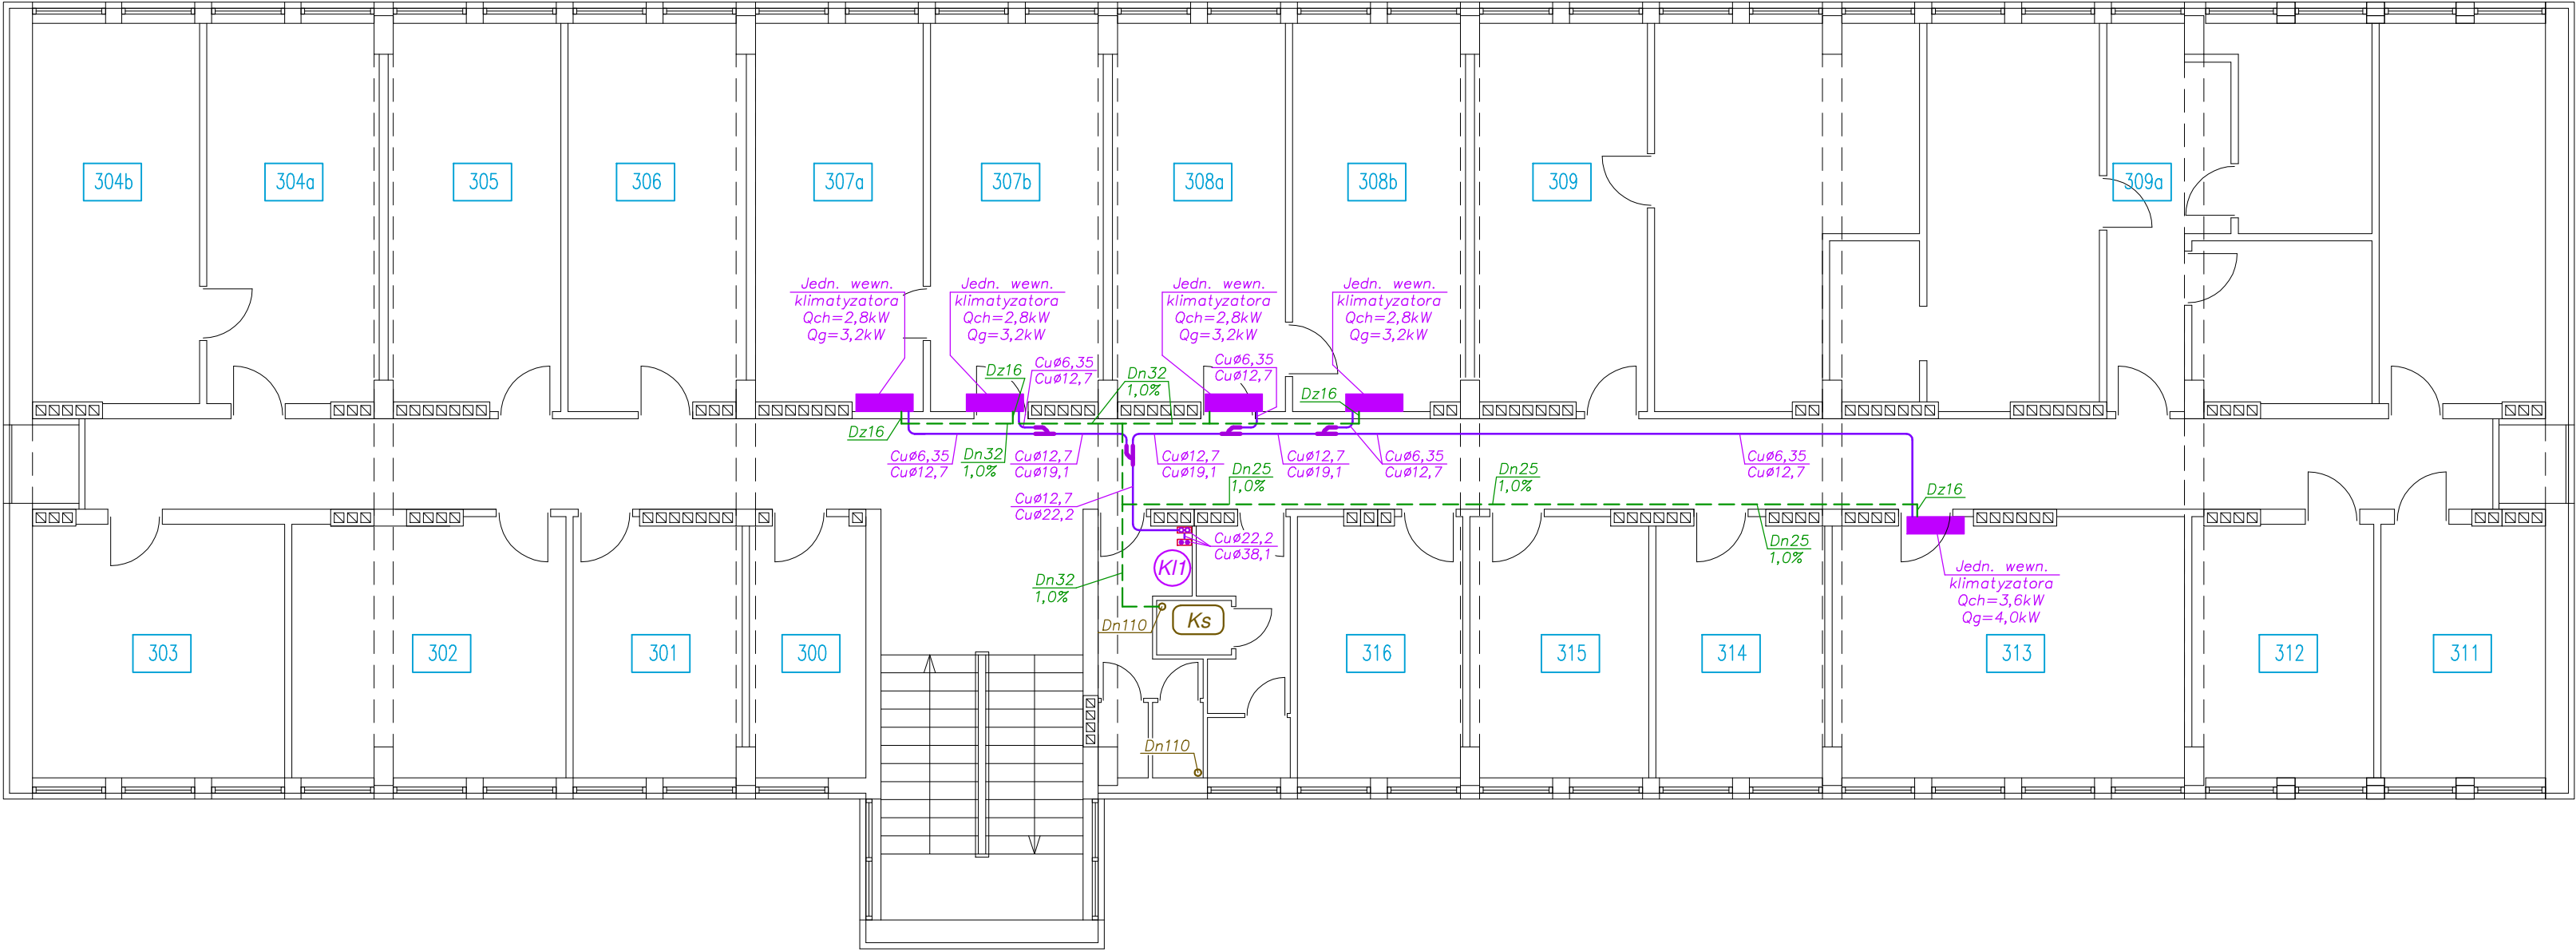 304b
304a
305
306
307a
307b
308a
308b
309
309a
Jedn. wewn.
klimatyzatora
Qch=2,8kW
Qg=3,2kW
Jedn. wewn.
klimatyzatora
Qch=2,8kW
Qg=3,2kW
Jedn. wewn.
klimatyzatora
Qch=2,8kW
Qg=3,2kW
Jedn. wewn.
klimatyzatora
Qch=2,8kW
Qg=3,2kW
Dz16
Cuø6,35
Cuø12,7
Dn32
1,0%
Cuø6,35
Cuø12,7
Dz16
Dz16
Cuø6,35
Cuø12,7
Dn32
1,0%
Cuø12,7
Cuø19,1
Cuø12,7
Cuø19,1
Cuø12,7
Cuø19,1
Cuø6,35
Cuø12,7
Cuø6,35
Cuø12,7
Dn25
1,0%
Dn25
1,0%
Dz16
Cuø12,7
Cuø22,2
Cuø22,2
Cuø38,1
Dn25
1,0%
Kl1
Dn32
1,0%
Jedn. wewn.
klimatyzatora
Qch=3,6kW
Qg=4,0kW
Dn110
Ks
303
302
301
300
316
315
314
313
312
311
Dn110